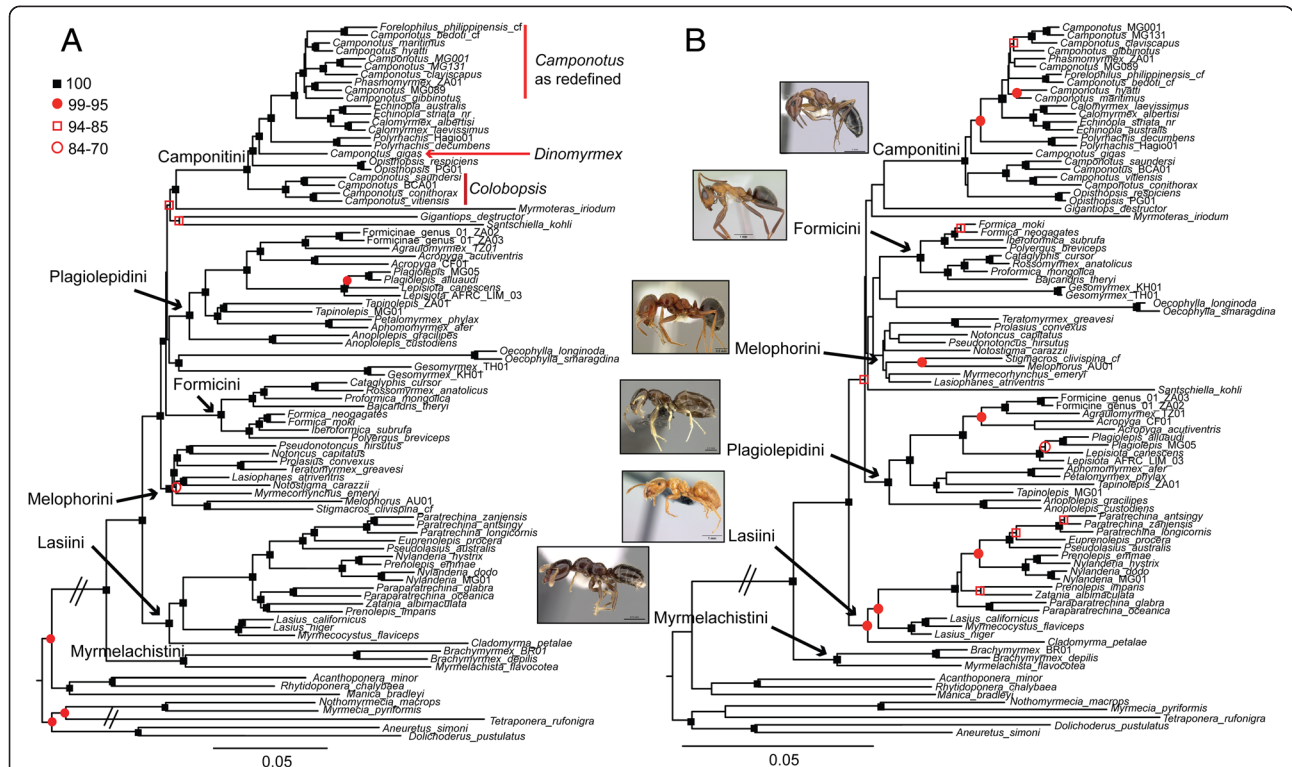 A
100
99-95
94-85
84-70
Forelophilus_philippinensis_cf
Camponotus_bedoti_cf
Camponotus_maritimus
Camponotus_hyatti
Camponotus_MG001
Camponotus_MG131
Camponotus_claviscapus
Phasmomyrmex_ZA01
Camponotus_MG089
Camponotus_gibbinotus
Echinopla_australis
Echinopla_striata_nr
Calomyrmex_albertisi
Calomyrmex_laevissimus
Polyrhachis_Hagio01
Polyrhachis_decumbens
Camponotus_gigas
Opisthopsis_respiciens
Opisthopsis_PG01
Camponotus_saundersi
Camponotus_BCA01
Camponotus_conithorax
Camponotus_vitiensis
Myrmoteras_iriodum
Gigantiops_destructor
Santschiella_kohli
Formicinae_genus_01_ZA02
Formicinae_genus_01_ZA03
Agraulomyrmex_TZ01
Acropyga_acutiventris
Acropyga_CF01
Plagiolepis_MG05
Plagiolepis_alluaudi
Lepisiota_canescens
Lepisiota_AFRC_LIM_03
Tapinolepis_ZA01
Tapinolepis_MG01
Petalomyrmex_phylax
Aphomomyrmex_afer
Anoplolepis_gracilipes
Anoplolepis_custodiens
Oecophylla_longinoda
Oecophylla_smaragdina
Gesomyrmex_TH01
Gesomyrmex_KH01
Cataglyphis_cursor
Rossomyrmex_anatolicus
Proformica_mongolica
Bajcaridris_theryi
Formica_neogagates
Formica_moki
Iberoformica_subrufa
Polyergus_breviceps
Pseudonotoncus_hirsutus
Notoncus_capitatus
Prolasius_convexus
Teratomyrmex_greavesi
Lasiophanes_atriventris
Notostigma_carazzii
Myrmecorhynchus_emeryi
Melophorus_AU01
Stigmacros_clivispina_cf
Paratrechina_zanjensis
Paratrechina_antsingy
Paratrechina_longicornis
Euprenolepis_procera
Pseudolasius_australis
Nylanderia_hystrix
Prenolepis_emmae
Nylanderia_dodo
Nylanderia_MG01
Paraparatrechina_glabra
Paraparatrechina_oceanica
Zatania_albimaculata
Prenolepis_imparis
Lasius_californicus
Lasius_niger
Myrmecocystus_flaviceps
Cladomyrma_petalae
Brachymyrmex_BR01
Brachymyrmex_depilis
Myrmelachista_flavocotea
Acanthoponera_minor
Rhytidoponera_chalybaea
Manica_bradleyi
Nothomyrmecia_macrops
Myrmecia_pyriformis
Tetraponera_rufonigra
Aneuretus_simoni
Dolichoderus_pustulatus
Camponotus
as redefined
Dinomyrmex
Colobopsis
Camponitini
Plagiolepidini
Formicini
Melophorini
Lasiini
Myrmelachistini
0.05
B
Camponotus_MG001
Camponotus_MG131
Camponotus_claviscapus
Camponotus_gibbinotus
Phasmomyrmex_ZA01
Camponotus_MG089
Forelophilus_philippinensis_cf
Camponotus_bedoti_cf
Camponotus_hyatti
Camponotus_maritimus
Calomyrmex_laevissimus
Calomyrmex_albertisi
Echinopla_striata_nr
Echinopla_australis
Polyrhachis_decumbens
Polyrhachis_Hagio01
Camponotus_gigas
Camponotus_saundersi
Camponotus_BCA01
Camponotus_vitiensis
Camponotus_conithorax
Opisthopsis_respiciens
Opisthopsis_PG01
Gigantiops_destructor
Myrmoteras_iriodum
Formica_moki
Formica_neogagates
Iberoformica_subrufa
Polyergus_breviceps
Cataglyphis_cursor
Rossomyrmex_anatolicus
Proformica_mongolica
Bajcaridris_theryi
Gesomyrmex_KH01
Gesomyrmex_TH01
Oecophylla_longinoda
Oecophylla_smaragdina
Teratomyrmex_greavesi
Prolasius_convexus
Notoncus_capitatus
Pseudonotoncus_hirsutus
Notostigma_carazzii
Stigmacros_clivispina_cf
Melophorus_AU01
Myrmecorhynchus_emeryi
Lasiophanes_atriventris
Santschiella_kohli
Formicine_genus_01_ZA03
Formicine_genus_01_ZA02
Agraulomyrmex_TZ01
Acropyga_CF01
Acropyga_acutiventris
Plagiolepis_alluaudi
Plagiolepis_MG05
Lepisiota_canescens
Lepisiota_AFRC_LIM_03
Aphomomyrmex_afer
Petalomyrmex_phylax
Tapinolepis_ZA01
Tapinolepis_MG01
Anoplolepis_gracilipes
Anoplolepis_custodiens
Paratrechina_antsingy
Paratrechina_zanjensis
Paratrechina_longicornis
Euprenolepis_procera
Pseudolasius_australis
Prenolepis_emmae
Nylanderia_hystrix
Nylanderia_dodo
Nylanderia_MG01
Prenolepis_imparis
Zatania_albimaculata
Paraparatrechina_glabra
Paraparatrechina_oceanica
Lasius_californicus
Myrmecocystus_flaviceps
Lasius_niger
Cladomyrma_petalae
Brachymyrmex_BR01
Brachymyrmex_depilis
Myrmelachista_flavocotea
Acanthoponera_minor
Rhytidoponera_chalybaea
Manica_bradleyi
Nothomyrmecia_macrops
Myrmecia_pyriformis
Tetraponera_rufonigra
Dolichoderus_pustulatus
Aneuretus_simoni
Camponitini
Formicini
Melophorini
Plagiolepidini
Lasiini
Myrmelachistini
0.05